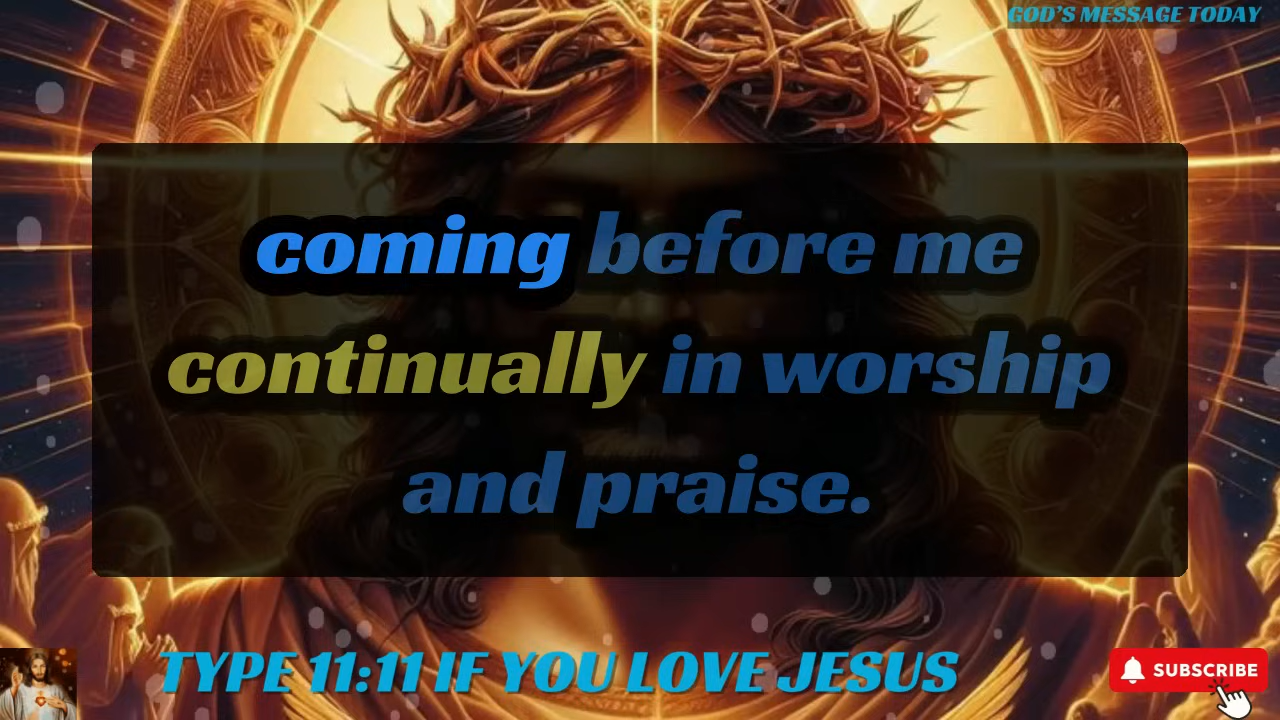 GOD'S MESSAGE TODAY
coming before me
continually in worship
and praise.
TYPE 11:11 IF YOU LOVE JESUS
SUBSCRIBE